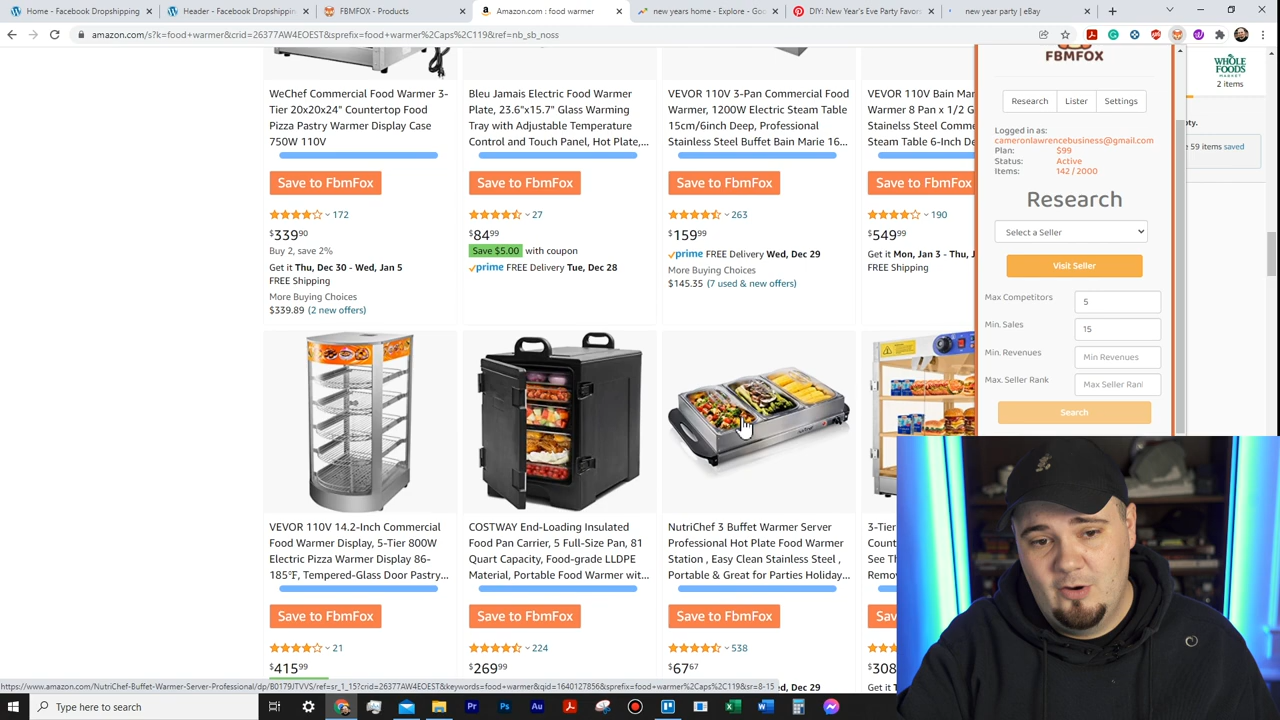 Home - Facebook Dropshipping
Header - Facebook Dropshippin
FBMFOX - Products
Amazon.com : food warmer
new years home - Explore - Goo
DIY: New Year's Eve Party Favors
new year party | eBay
amazon.com/s?k=food+warmer&crid=26377AW4EOEST&sprefix=food+warmer%2Caps%2C119&ref=nb_sb_noss
WeChef Commercial Food Warmer 3-
Tier 20x20x24" Countertop Food
Pizza Pastry Warmer Display Case
750W 110V
Save to FbmFox
172
$339.90
Buy 2, save 2%
Get it Thu, Dec 30 - Wed, Jan 5
FREE Shipping
More Buying Choices
$339.89 (2 new offers)
Bleu Jamais Electric Food Warmer
Plate, 23.6"x15.7" Glass Warming
Tray with Adjustable Temperature
Control and Touch Panel, Hot Plate,...
Save to FbmFox
27
$84.99
Save $5.00 with coupon
prime FREE Delivery Tue, Dec 28
VEVOR 110V 3-Pan Commercial Food
Warmer, 1200W Electric Steam Table
15cm/6inch Deep, Professional
Stainless Steel Buffet Bain Marie 16...
Save to FbmFox
263
$159.99
prime FREE Delivery Wed, Dec 29
More Buying Choices
$145.35 (7 used & new offers)
VEVOR 110V Bain Mar
Warmer 8 Pan x 1/2 G
Stainelss Steel Comme
Steam Table 6-Inch De
Save to FbmFox
190
$549.99
Get it Mon, Jan 3 - Thu, J
FREE Shipping
FBMFOX
Research
Lister
Settings
Logged in as:
cameronlawrencebusiness@gmail.com
Plan: $99
Status: Active
Items: 142 / 2000
Research
Select a Seller
Visit Seller
Max Competitors 5
Min. Sales 15
Min. Revenues Min Revenues
Max. Seller Rank Max Seller Ran
Search
WHOLE
FOODS
MARKET
2 items
pty.
e 59 items saved
VEVOR 110V 14.2-Inch Commercial
Food Warmer Display, 5-Tier 800W
Electric Pizza Warmer Display 86-
185℉, Tempered-Glass Door Pastry...
Save to FbmFox
21
$415.99
COSTWAY End-Loading Insulated
Food Pan Carrier, 5 Full-Size Pan, 81
Quart Capacity, Food-grade LLDPE
Material, Portable Food Warmer wit...
Save to FbmFox
224
$269.99
NutriChef 3 Buffet Warmer Server
Professional Hot Plate Food Warmer
Station , Easy Clean Stainless Steel ,
Portable & Great for Parties Holiday...
Save to FbmFox
538
$67.67
ed, Dec 29
3-Tier
Count
See Th
Remov
Save
$308
Get it T
https://www.amazon.com/NutriChef-Buffet-Warmer-Server-Professional/dp/B0179JTVVS/ref=sr_1_15?crid=26377AW4EOEST&keywords=food+warmer&qid=1640127856&sprefix=food+warmer%2Caps%2C119&sr=8-15
Type here to search